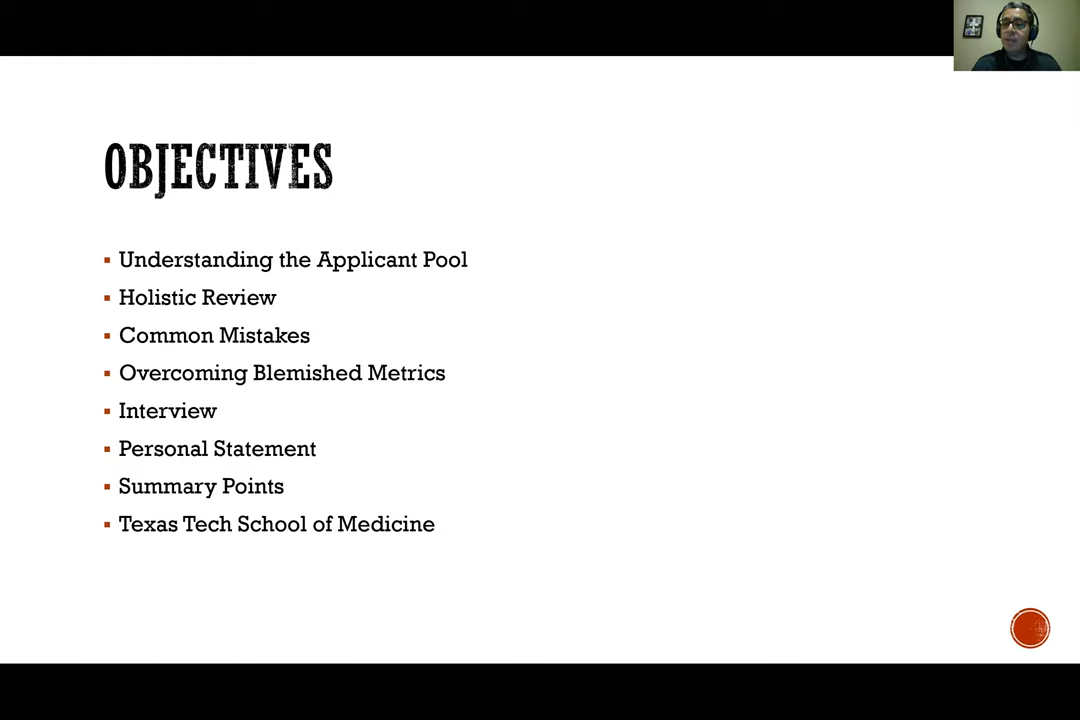 OBJECTIVES
Understanding the Applicant Pool
Holistic Review
Common Mistakes
Overcoming Blemished Metrics
Interview
Personal Statement
Summary Points
Texas Tech School of Medicine